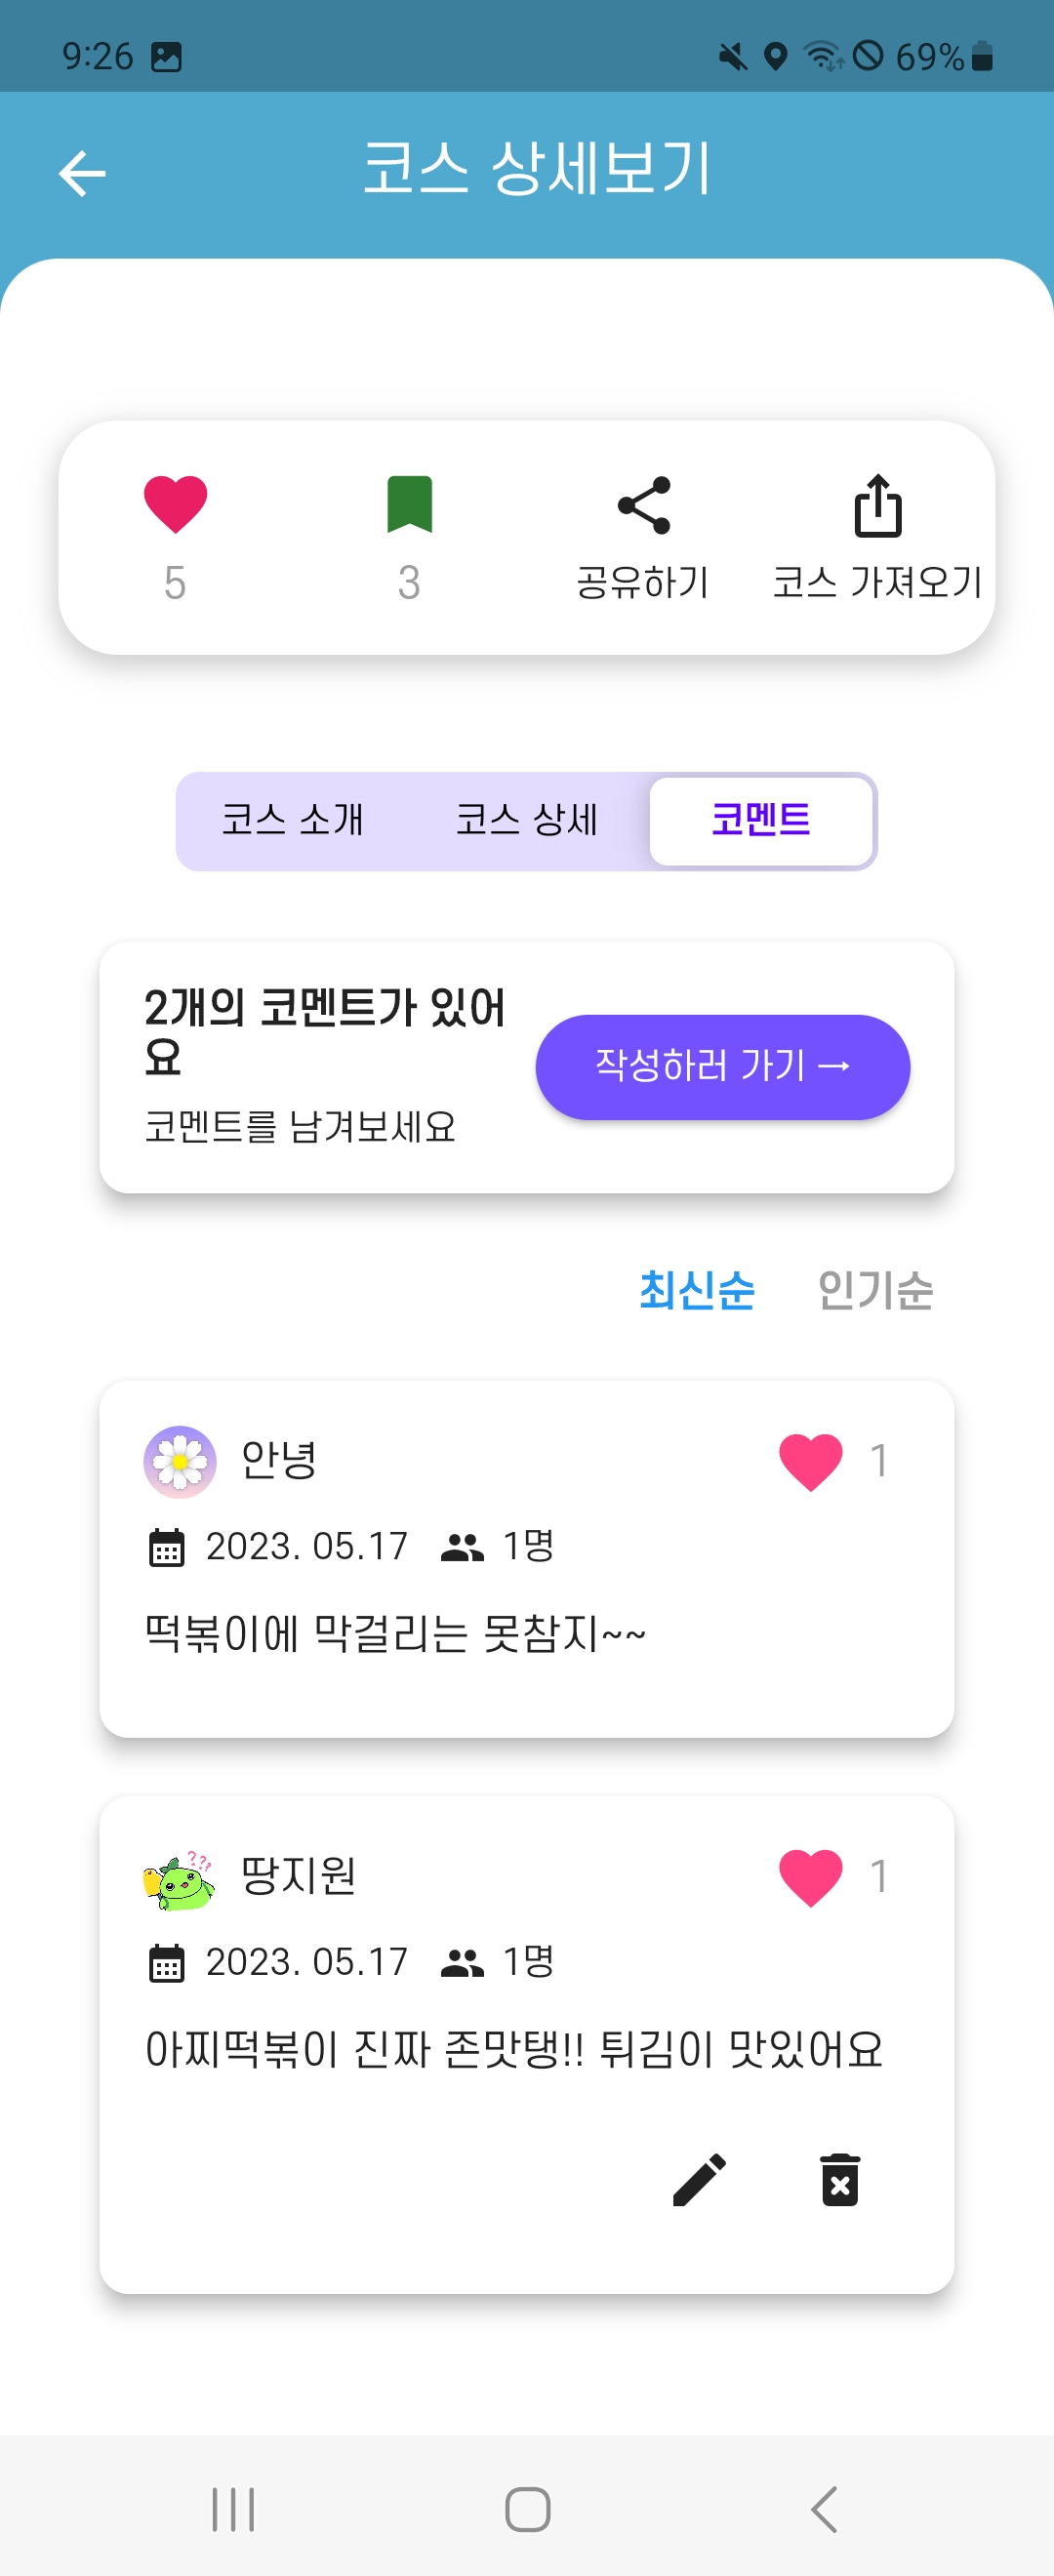 9:26 69%
코스 상세보기
5 3 공유하기 코스 가져오기
코스 소개 코스 상세 코멘트
2개의 코멘트가 있어
요
코멘트를 남겨보세요
작성하러 가기 →
최신순 인기순
안녕 1
2023. 05.17 1명
떡볶이에 막걸리는 못참지~~
땅지원 1
2023. 05.17 1명
아찌떡볶이 진짜 존맛탱!! 튀김이 맛있어요